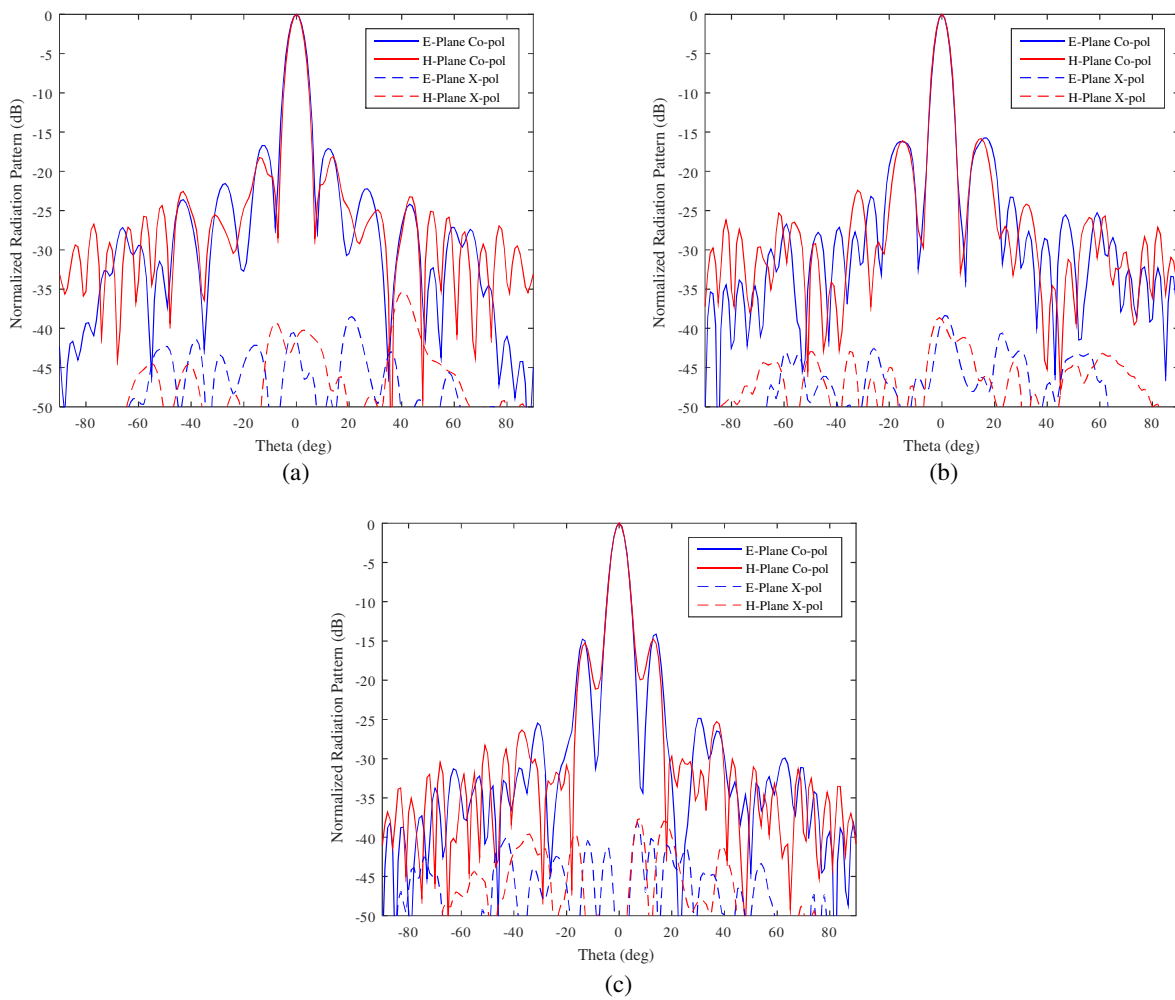 0
-5
-10
-15
-20
-25
-30
-35
-40
-45
-50
Normalized Radiation Pattern (dB)
E-Plane Co-pol
H-Plane Co-pol
E-Plane X-pol
H-Plane X-pol
-80 -60 -40 -20 0 20 40 60 80
Theta (deg)
(a)
0
-5
-10
-15
-20
-25
-30
-35
-40
-45
-50
Normalized Radiation Pattern (dB)
E-Plane Co-pol
H-Plane Co-pol
E-Plane X-pol
H-Plane X-pol
-80 -60 -40 -20 0 20 40 60 80
Theta (deg)
(b)
0
-5
-10
-15
-20
-25
-30
-35
-40
-45
-50
Normalized Radiation Pattern (dB)
E-Plane Co-pol
H-Plane Co-pol
E-Plane X-pol
H-Plane X-pol
-80 -60 -40 -20 0 20 40 60 80
Theta (deg)
(c)